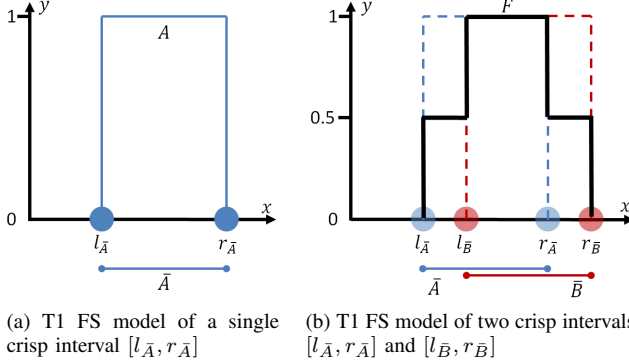 y
1
A
0
x
l_Ā r_Ā
Ā
(a) T1 FS model of a single
crisp interval [l_Ā, r_Ā]
y
F
1
0.5
0
x
l_Ā l_B̄ r_Ā r_B̄
Ā
B̄
(b) T1 FS model of two crisp intervals
[l_Ā, r_Ā] and [l_B̄, r_B̄]